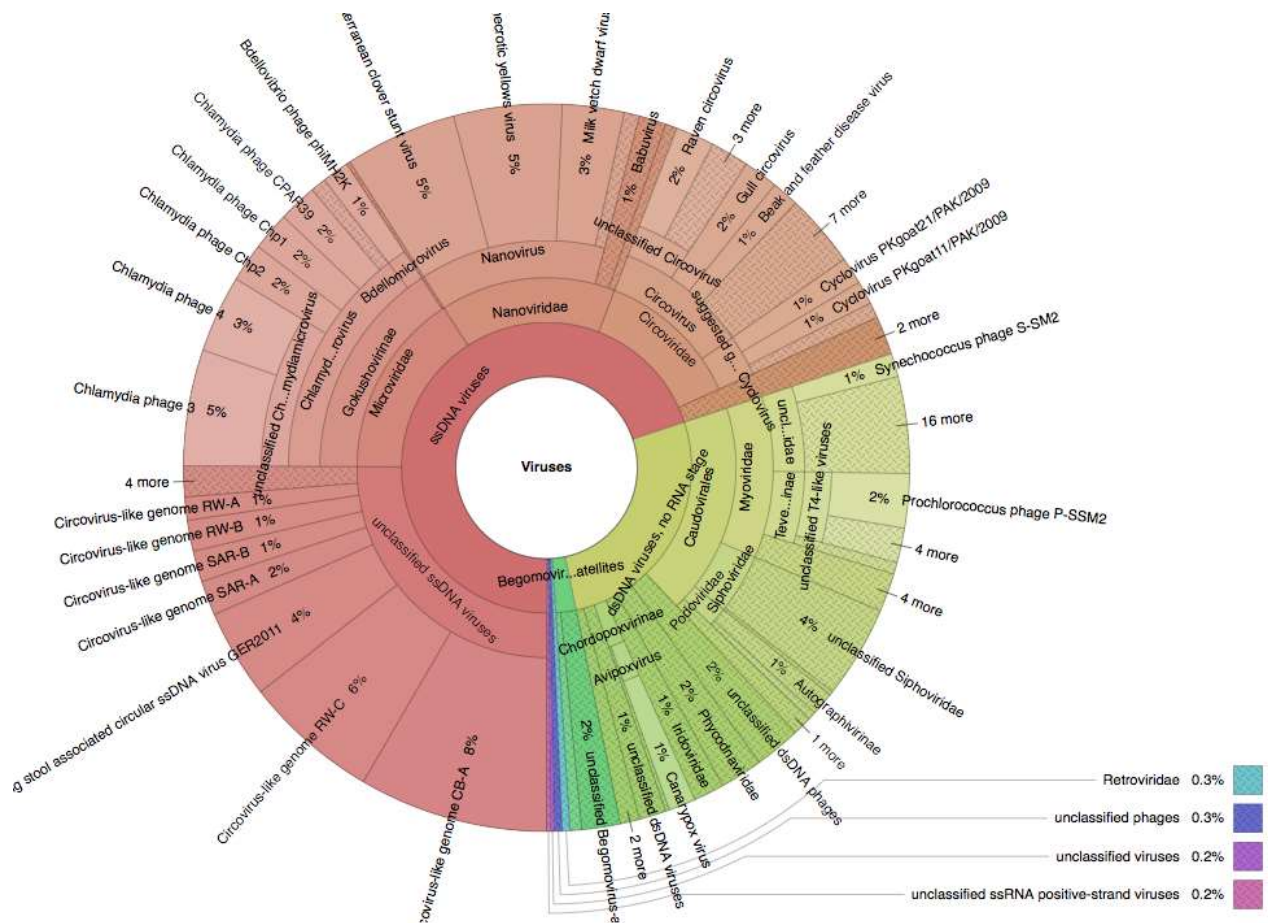 Viruses
ssDNA viruses
Nanoviridae
Nanovirus
Microviridae
Gokushovirinae
Chlamyd...rovirus
Bdellomicrovirus
unclassified Ch...mydiamicrovirus
unclassified ssDNA viruses
Circoviridae
Circovirus
suggested g... Cyclovirus
unclassified Circovirus
dsDNA viruses, no RNA stage
Caudovirales
Myoviridae
uncl...idae
Teve...inae
unclassified T4-like viruses
Podoviridae
Siphoviridae
Chordopoxvirinae
Avipoxvirus
Begomovir...atellites
4 more
Chlamydia phage 3 5%
Chlamydia phage 4 3%
Chlamydia phage Chp2 2%
Chlamydia phage Chp1 2%
Chlamydia phage CPAR39 2%
Bdellovibrio phage phiMH2K 1%
clover stunt virus 5%
yellows virus 5%
3% Milk vetch dwarf virus
1% Babuvirus
2% Raven circovirus
3 more
2% Gull circovirus
1% Beak and feather disease virus
7 more
1% Cyclovirus PKgoat21/PAK/2009
1% Cyclovirus PKgoat11/PAK/2009
2 more
1% Synechococcus phage S-SM2
16 more
2% Prochlorococcus phage P-SSM2
4 more
4 more
4% unclassified Siphoviridae
1% Autographivirinae
1 more
2% unclassified dsDNA phages
2% Phycodnaviridae
1% Iridoviridae
1% Canarypox virus
1% unclassified dsDNA viruses
2 more
2% unclassified Begomovirus-a
genome CB-A 8%
Circovirus-like genome RW-C 6%
stool associated circular ssDNA virus GER2011 4%
Circovirus-like genome SAR-A 2%
Circovirus-like genome SAR-B 1%
Circovirus-like genome RW-B 1%
Circovirus-like genome RW-A 1%
Retroviridae 0.3%
unclassified phages 0.3%
unclassified viruses 0.2%
unclassified ssRNA positive-strand viruses 0.2%